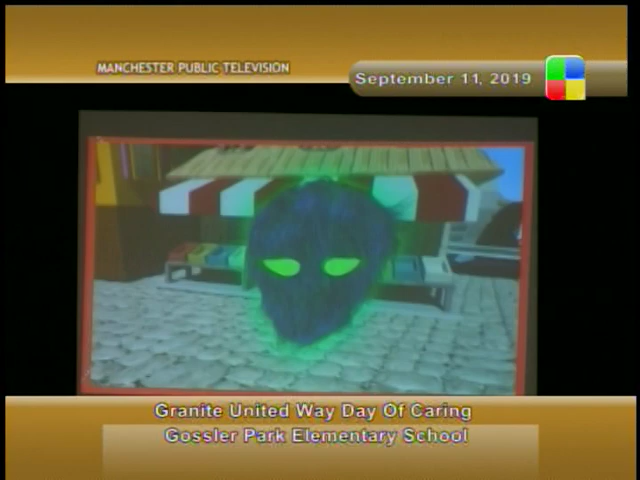 MANCHESTER PUBLIC TELEVISION
September 11, 2019
Granite United Way Day Of Caring
Gossler Park Elementary School